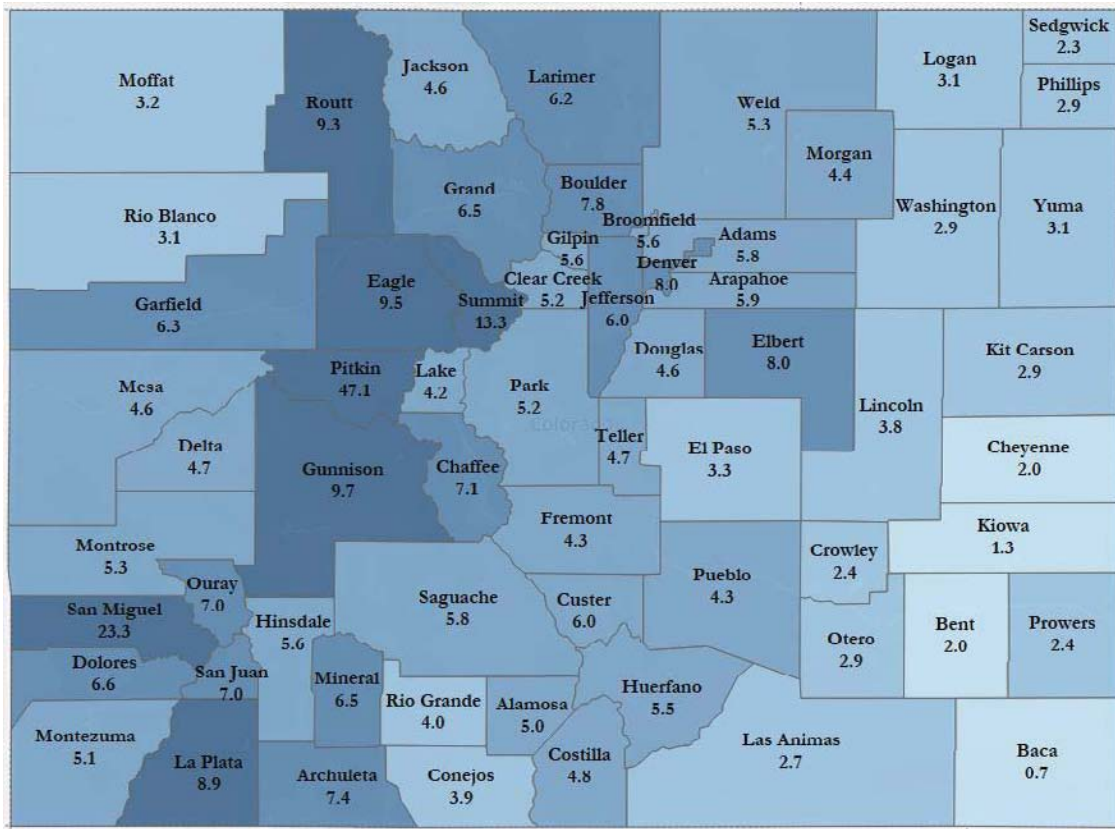 Sedgwick
2.3
Moffat
3.2
Routt
9.3
Jackson
4.6
Larimer
6.2
Weld
5.3
Logan
3.1
Phillips
2.9
Morgan
4.4
Grand
6.5
Boulder
7.8
Broomfield
5.6
Washington
2.9
Yuma
3.1
Rio Blanco
3.1
Gilpin
5.6
Adams
5.8
Denver
8.0
Arapahoe
5.9
Clear Creek
5.2
Jefferson
6.0
Eagle
9.5
Summit
13.3
Garfield
6.3
Mesa
4.6
Pitkin
47.1
Lake
4.2
Park
5.2
Colorado
Douglas
4.6
Elbert
8.0
Kit Carson
2.9
Lincoln
3.8
Delta
4.7
Gunnison
9.7
Chaffee
7.1
Teller
4.7
El Paso
3.3
Cheyenne
2.0
Kiowa
1.3
Fremont
4.3
Montrose
5.3
Ouray
7.0
Crowley
2.4
Pueblo
4.3
San Miguel
23.3
Hinsdale
5.6
Saguache
5.8
Custer
6.0
Otero
2.9
Bent
2.0
Prowers
2.4
Dolores
6.6
San Juan
7.0
Mineral
6.5
Rio Grande
4.0
Alamosa
5.0
Huerfano
5.5
Montezuma
5.1
La Plata
8.9
Archuleta
7.4
Conejos
3.9
Costilla
4.8
Las Animas
2.7
Baca
0.7